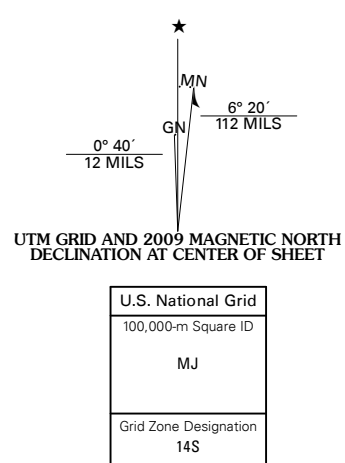 ★
MN
GN
6° 20´
112 MILS
0° 40´
12 MILS
UTM GRID AND 2009 MAGNETIC NORTH
DECLINATION AT CENTER OF SHEET
U.S. National Grid
100,000-m Square ID
MJ
Grid Zone Designation
14S